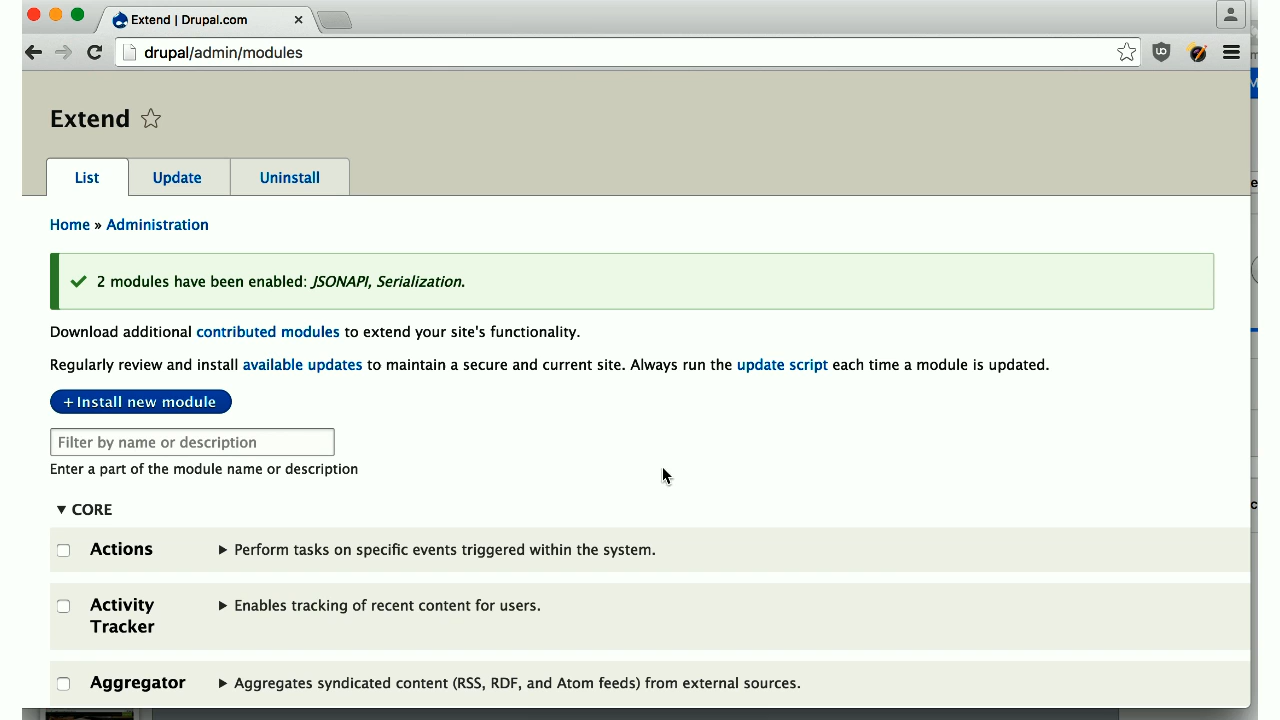 Extend | Drupal.com
drupal/admin/modules
Extend
List Update Uninstall
Home » Administration
2 modules have been enabled: JSONAPI, Serialization.
Download additional contributed modules to extend your site's functionality.
Regularly review and install available updates to maintain a secure and current site. Always run the update script each time a module is updated.
+ Install new module
Filter by name or description
Enter a part of the module name or description
▼ CORE
Actions ▶ Perform tasks on specific events triggered within the system.
Activity ▶ Enables tracking of recent content for users.
Tracker
Aggregator ▶ Aggregates syndicated content (RSS, RDF, and Atom feeds) from external sources.